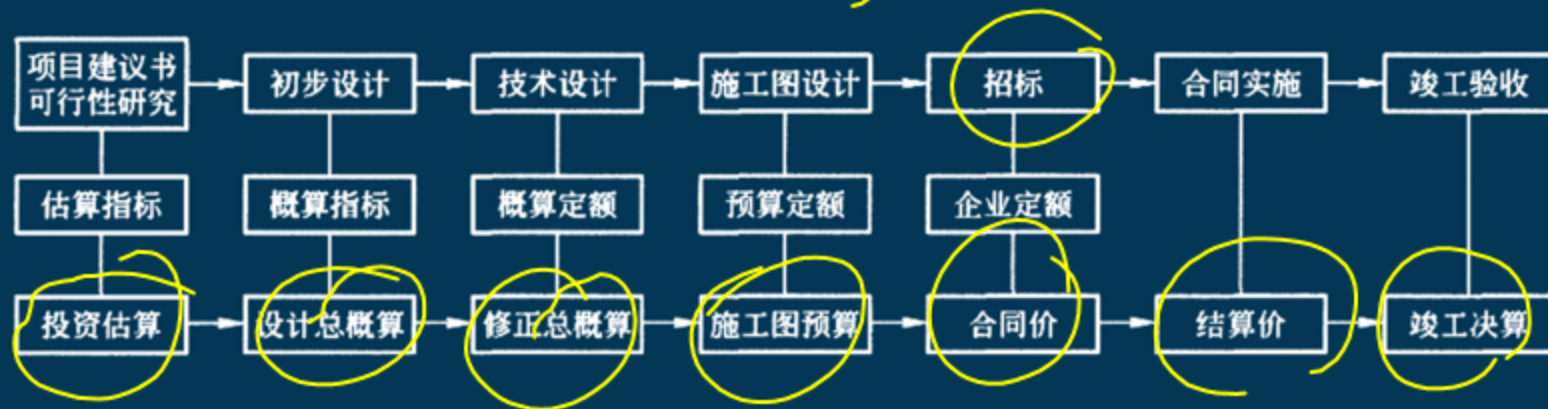 项目建议书
可行性研究
初步设计
技术设计
施工图设计
招标
合同实施
竣工验收
估算指标
概算指标
概算定额
预算定额
企业定额
投资估算
设计总概算
修正总概算
施工图预算
合同价
结算价
竣工决算